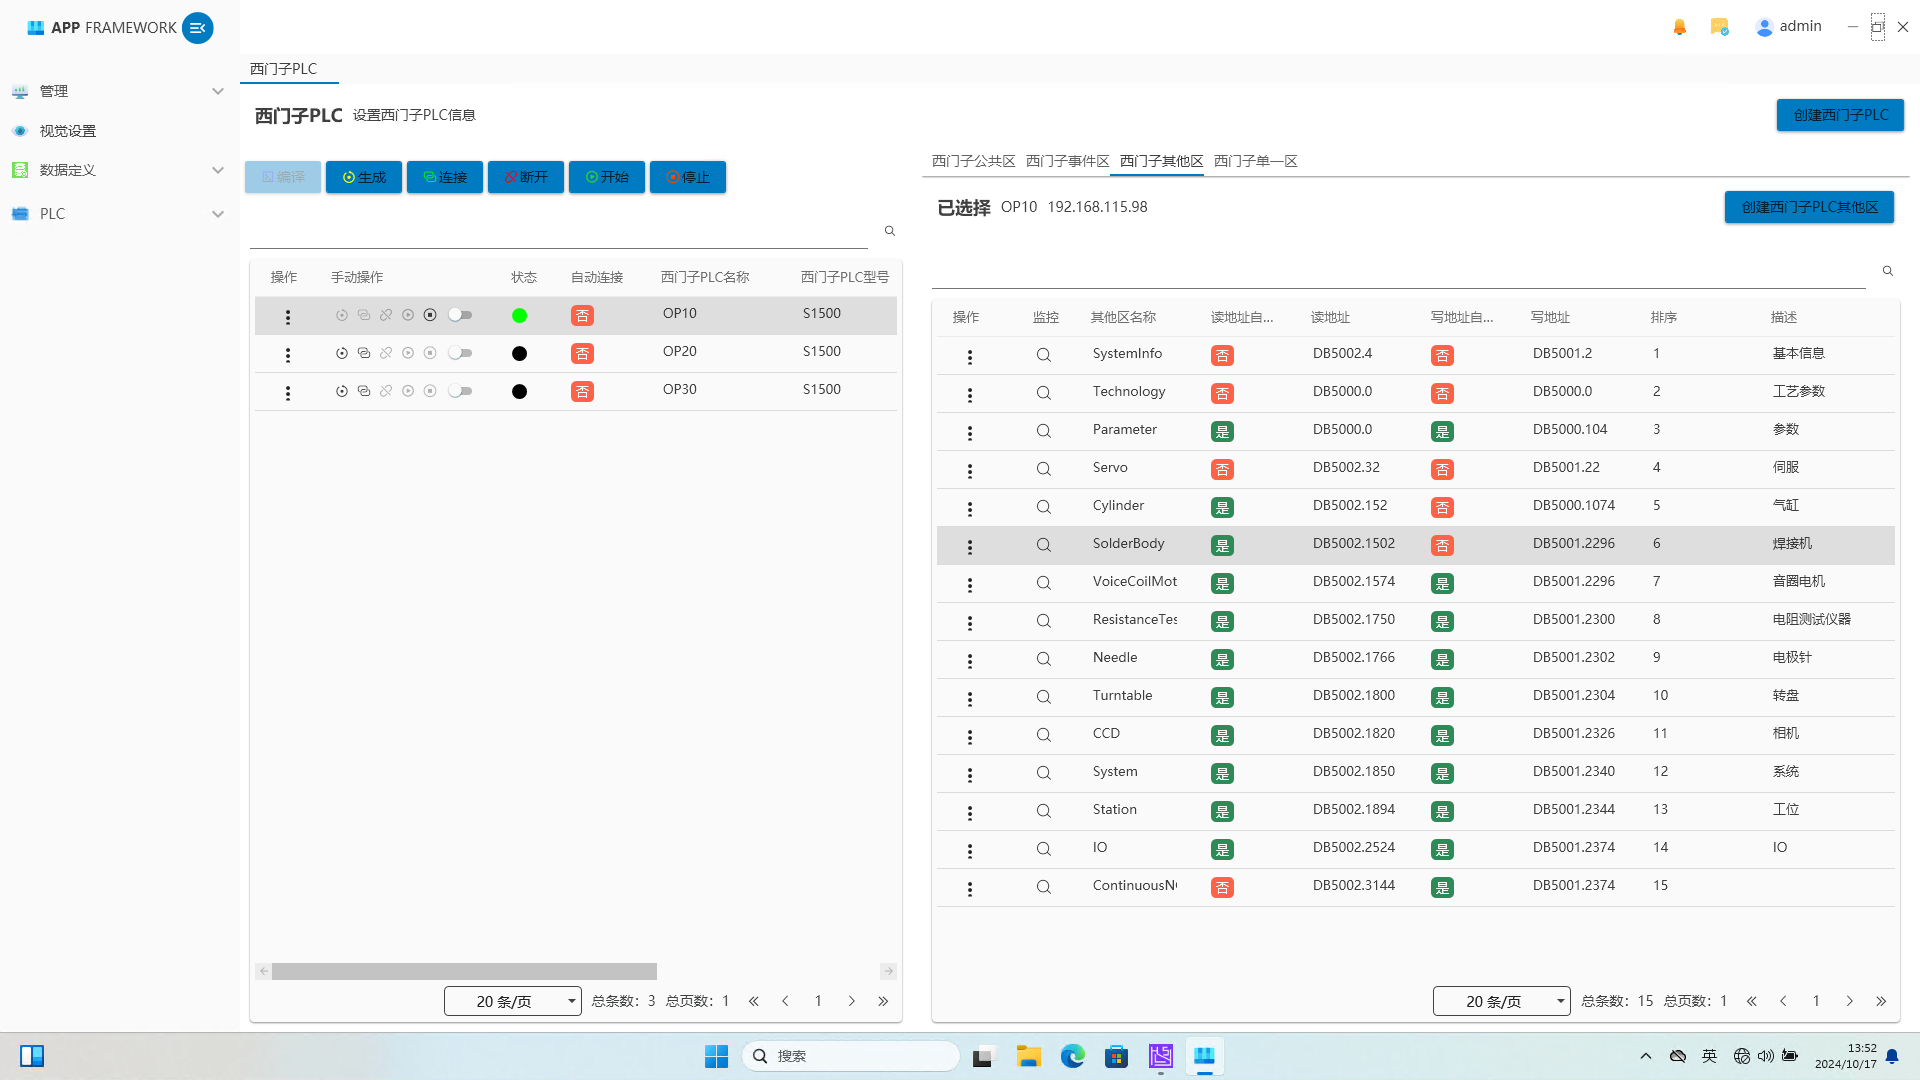 APP FRAMEWORK
admin
管理
视觉设置
数据定义
PLC
西门子PLC
西门子PLC 设置西门子PLC信息
创建西门子PLC
编译 生成 连接 断开 开始 停止
操作 手动操作 状态 自动连接 西门子PLC名称 西门子PLC型号
否 OP10 S1500
否 OP20 S1500
否 OP30 S1500
20 条/页 总条数: 3 总页数: 1 1
西门子公共区 西门子事件区 西门子其他区 西门子单一区
已选择 OP10 192.168.115.98
创建西门子PLC其他区
操作 监控 其他区名称 读地址自... 读地址 写地址自... 写地址 排序 描述
SystemInfo 否 DB5002.4 否 DB5001.2 1 基本信息
Technology 否 DB5000.0 否 DB5000.0 2 工艺参数
Parameter 是 DB5000.0 是 DB5000.104 3 参数
Servo 否 DB5002.32 否 DB5001.22 4 伺服
Cylinder 是 DB5002.152 否 DB5000.1074 5 气缸
SolderBody 是 DB5002.1502 否 DB5001.2296 6 焊接机
VoiceCoilMot 是 DB5002.1574 是 DB5001.2296 7 音圈电机
ResistanceTes 是 DB5002.1750 是 DB5001.2300 8 电阻测试仪器
Needle 是 DB5002.1766 是 DB5001.2302 9 电极针
Turntable 是 DB5002.1800 是 DB5001.2304 10 转盘
CCD 是 DB5002.1820 是 DB5001.2326 11 相机
System 是 DB5002.1850 是 DB5001.2340 12 系统
Station 是 DB5002.1894 是 DB5001.2344 13 工位
IO 是 DB5002.2524 是 DB5001.2374 14 IO
ContinuousN 否 DB5002.3144 是 DB5001.2374 15
20 条/页 总条数: 15 总页数: 1 1
搜索
英
13:52
2024/10/17